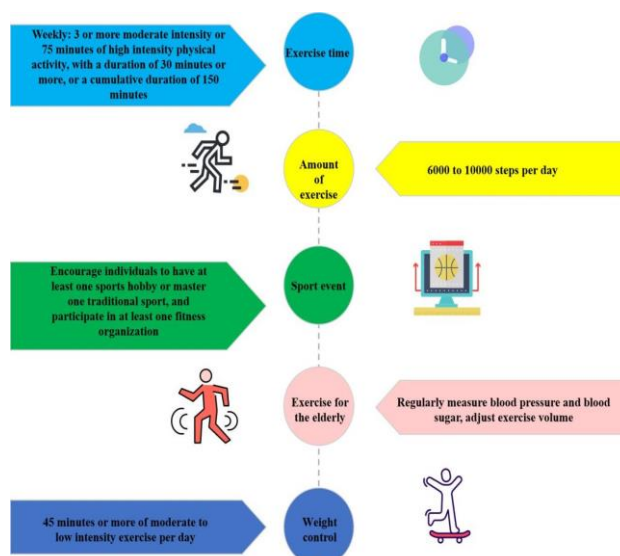 Weekly: 3 or more moderate intensity or
75 minutes of high intensity physical
activity, with a duration of 30 minutes or
more, or a cumulative duration of 150
minutes
Exercise time
Amount
of
exercise
6000 to 10000 steps per day
Encourage individuals to have at
least one sports hobby or master
one traditional sport, and
participate in at least one fitness
organization
Sport event
Exercise for
the elderly
Regularly measure blood pressure and blood
sugar, adjust exercise volume
45 minutes or more of moderate to
low intensity exercise per day
Weight
control